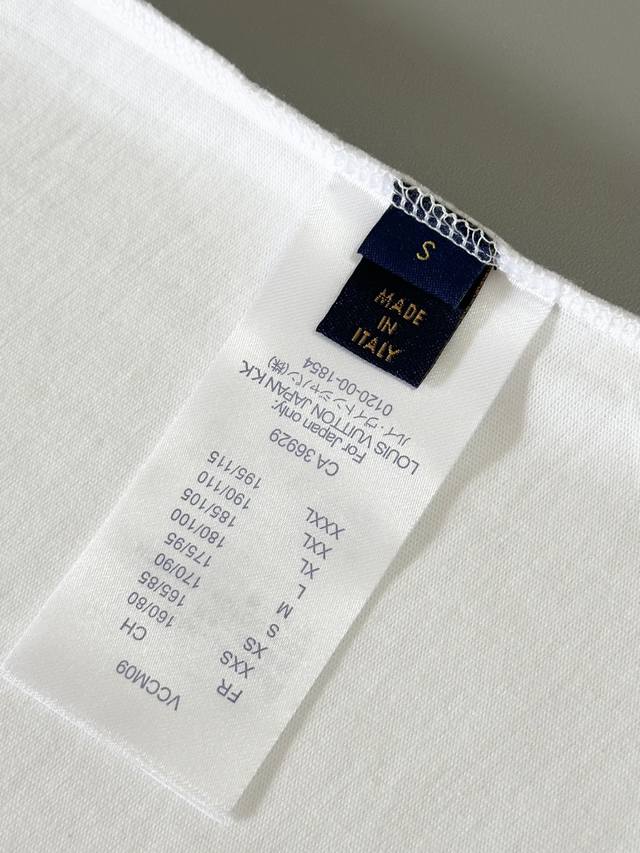 S
MADE
IN
ITALY
VCCM09
FR CH
XXS 160/80
XS 165/85
S 170/90
M 175/95
L 180/100
XL 185/105
XXL 190/110
XXXL 195/115
CA 36929
For Japan only:
LOUIS VUITTON JAPAN K.K.
ルイ・ヴィトン ジャパン(株)
0120-00-1854